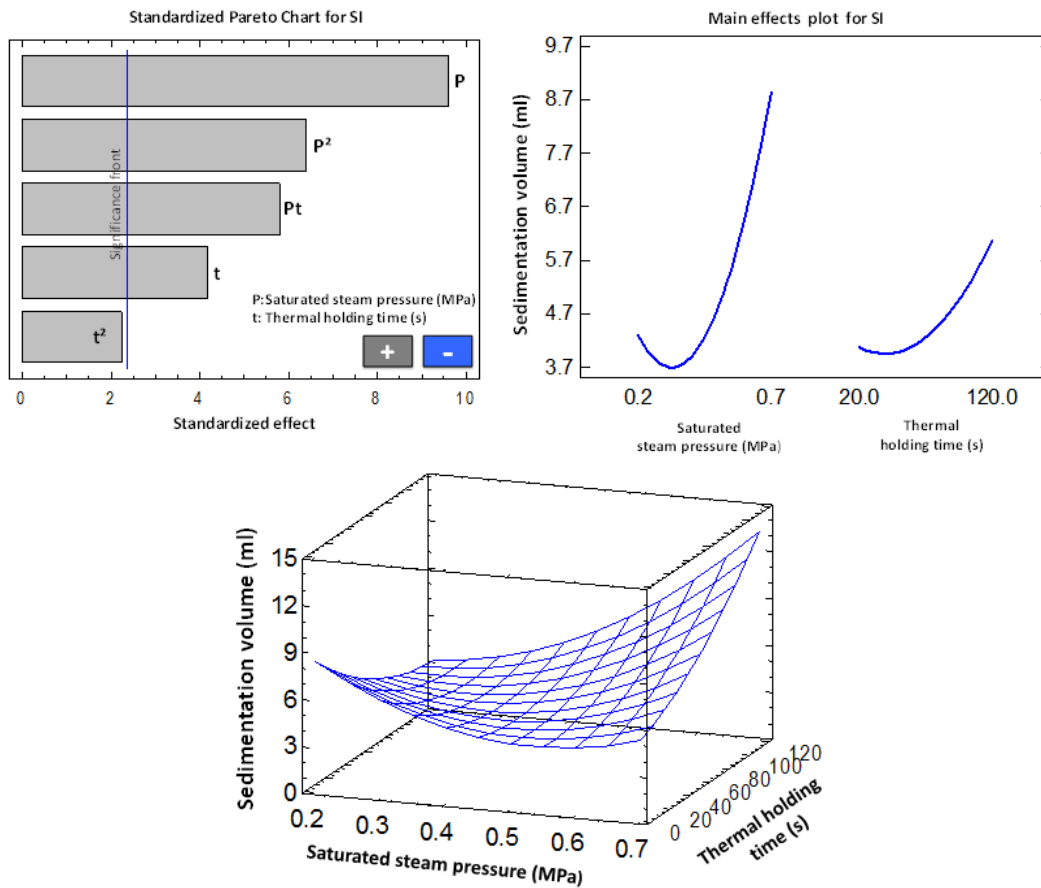 Standardized Pareto Chart for SI
P
P²
Pt
t
t²
Significance front
P:Saturated steam pressure (MPa)
t: Thermal holding time (s)
+ -
0 2 4 6 8 10
Standardized effect
Main effects plot for SI
9.7
8.7
7.7
6.7
5.7
4.7
3.7
Sedimentation volume (ml)
0.2 0.7 20.0 120.0
Saturated
steam pressure (MPa)
Thermal
holding time (s)
Sedimentation volume (ml)
15
12
9
6
3
0
0.2 0.3 0.4 0.5 0.6 0.7
Saturated steam pressure (MPa)
0 20 40 60 80 100 120
Thermal holding
time (s)